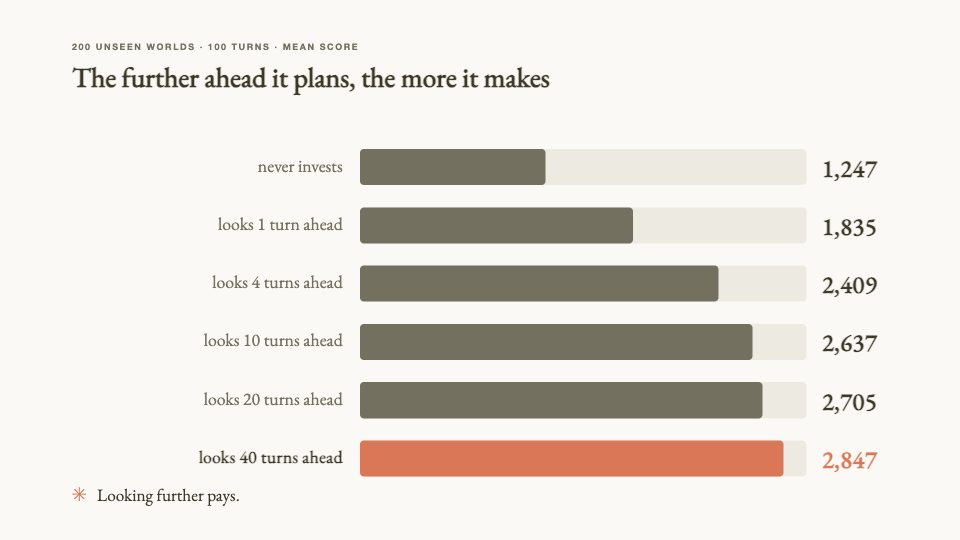 200 UNSEEN WORLDS · 100 TURNS · MEAN SCORE
The further ahead it plans, the more it makes
never invests 1,247
looks 1 turn ahead 1,835
looks 4 turns ahead 2,409
looks 10 turns ahead 2,637
looks 20 turns ahead 2,705
looks 40 turns ahead 2,847
Looking further pays.